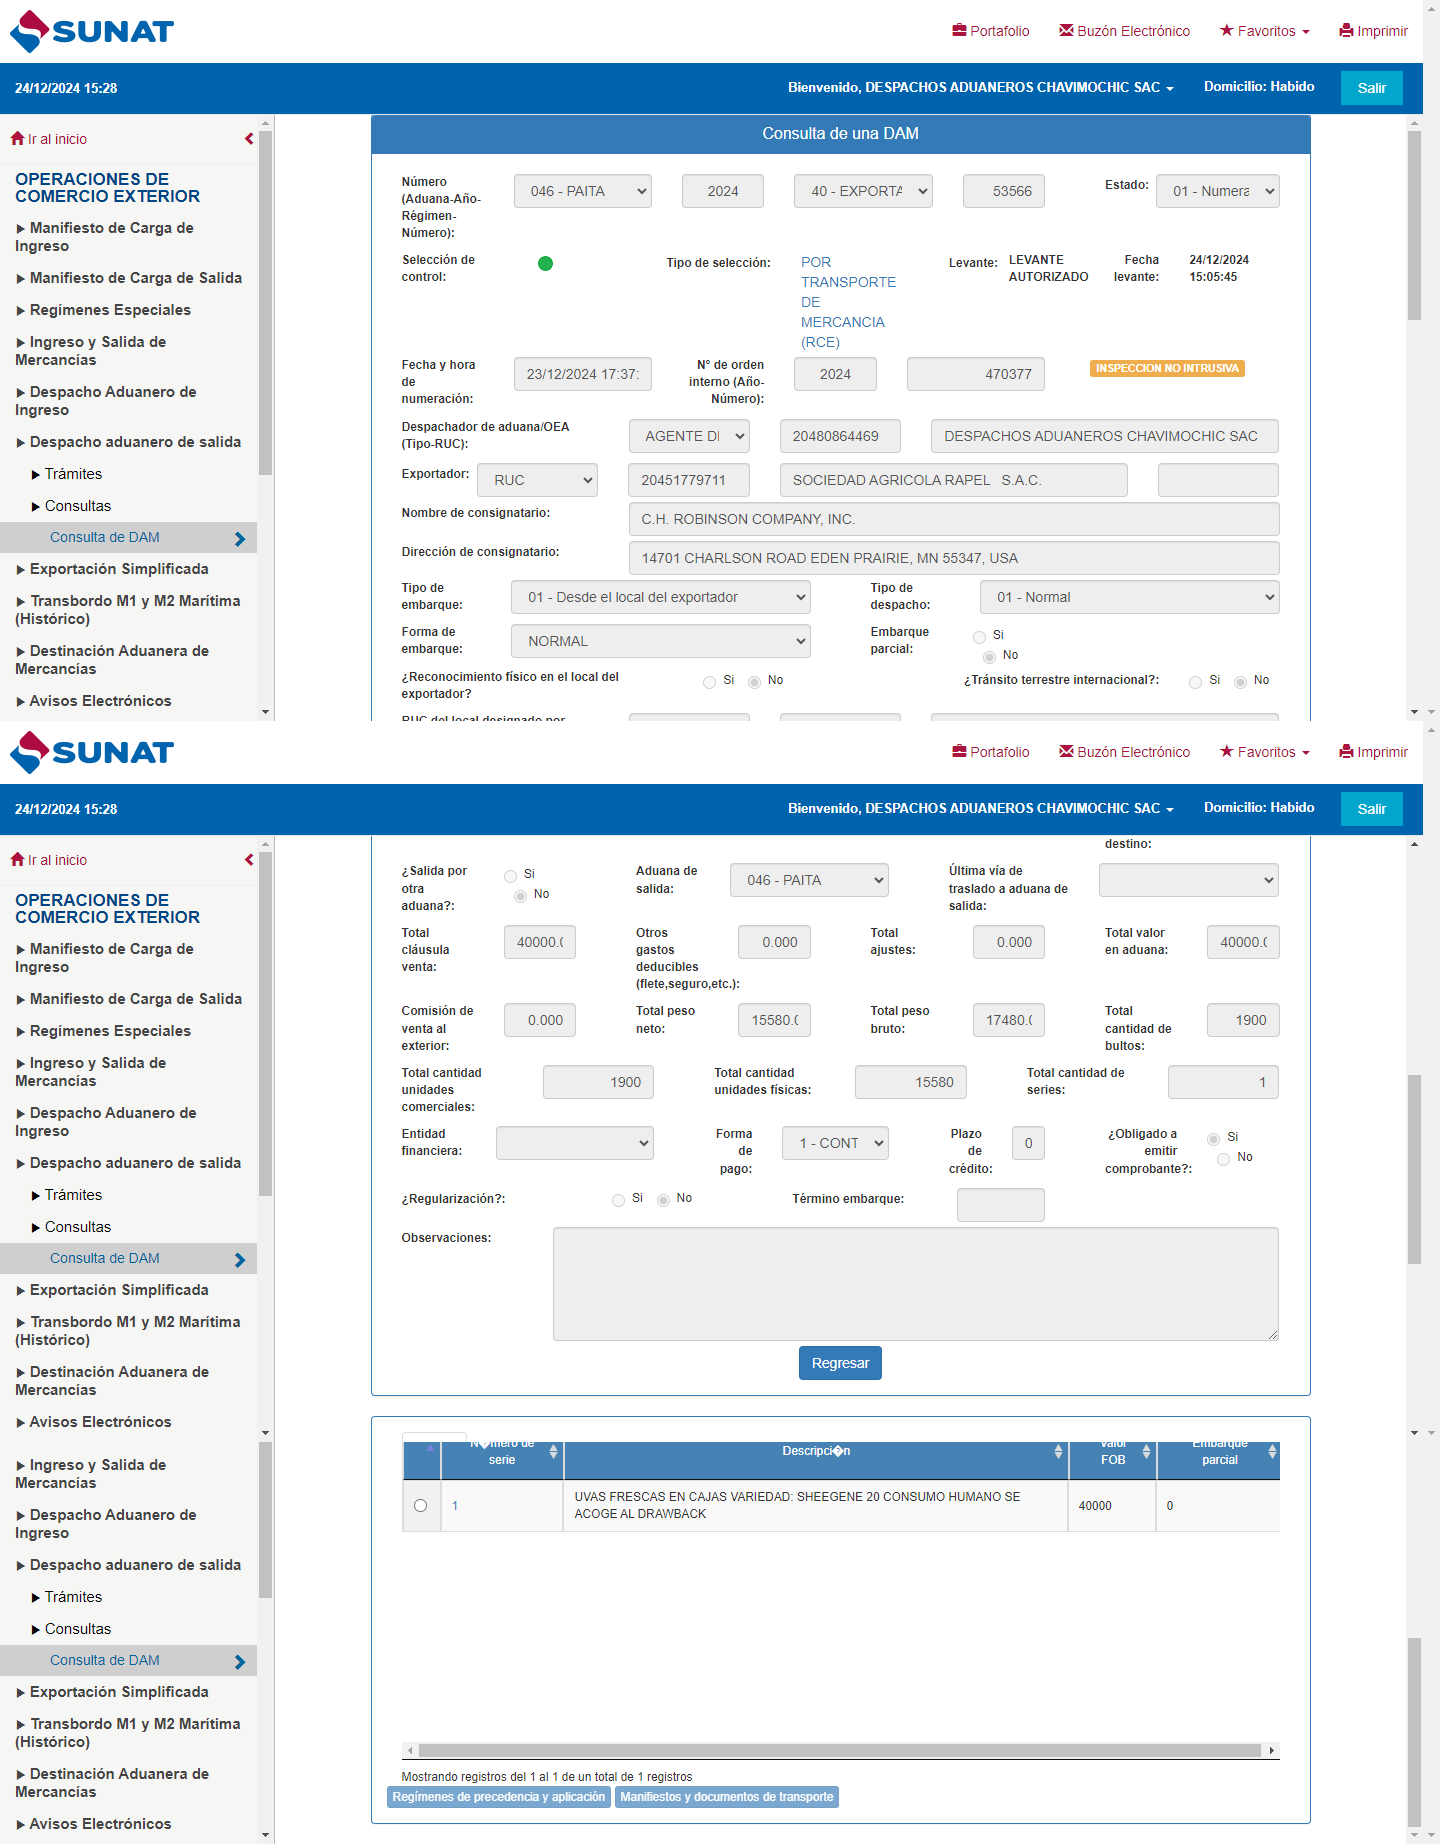 SUNAT
Portafolio Buzón Electrónico Favoritos Imprimir
24/12/2024 15:28 Bienvenido, DESPACHOS ADUANEROS CHAVIMOCHIC SAC Domicilio: Habido Salir
Ir al inicio
OPERACIONES DE
COMERCIO EXTERIOR
Manifiesto de Carga de
Ingreso
Manifiesto de Carga de Salida
Regímenes Especiales
Ingreso y Salida de
Mercancías
Despacho Aduanero de
Ingreso
Despacho aduanero de salida
Trámites
Consultas
Consulta de DAM
Exportación Simplificada
Transbordo M1 y M2 Marítima
(Histórico)
Destinación Aduanera de
Mercancías
Avisos Electrónicos
Consulta de una DAM
Número
(Aduana-Año-
Régimen-
Número):
046 - PAITA 2024 40 - EXPORTA 53566 Estado: 01 - Numera
Selección de
control:
Tipo de selección:
POR
TRANSPORTE
DE
MERCANCIA
(RCE)
Levante: LEVANTE
AUTORIZADO
Fecha
levante:
24/12/2024
15:05:45
Fecha y hora
de
numeración:
23/12/2024 17:37:
N° de orden
interno (Año-
Número):
2024 470377 INSPECCION NO INTRUSIVA
Despachador de aduana/OEA
(Tipo-RUC):
AGENTE DI 20480864469 DESPACHOS ADUANEROS CHAVIMOCHIC SAC
Exportador: RUC 20451779711 SOCIEDAD AGRICOLA RAPEL S.A.C.
Nombre de consignatario: C.H. ROBINSON COMPANY, INC.
Dirección de consignatario: 14701 CHARLSON ROAD EDEN PRAIRIE, MN 55347, USA
Tipo de
embarque:
01 - Desde el local del exportador
Tipo de
despacho:
01 - Normal
Forma de
embarque:
NORMAL
Embarque
parcial:
Si
No
¿Reconocimiento físico en el local del
exportador?
Si No
¿Tránsito terrestre internacional?: Si No
RUC del local designado por
SUNAT
Portafolio Buzón Electrónico Favoritos Imprimir
24/12/2024 15:28 Bienvenido, DESPACHOS ADUANEROS CHAVIMOCHIC SAC Domicilio: Habido Salir
Ir al inicio
OPERACIONES DE
COMERCIO EXTERIOR
Manifiesto de Carga de
Ingreso
Manifiesto de Carga de Salida
Regímenes Especiales
Ingreso y Salida de
Mercancías
Despacho Aduanero de
Ingreso
Despacho aduanero de salida
Trámites
Consultas
Consulta de DAM
Exportación Simplificada
Transbordo M1 y M2 Marítima
(Histórico)
Destinación Aduanera de
Mercancías
Avisos Electrónicos
destino:
¿Salida por
otra
aduana?:
Si
No
Aduana de
salida:
046 - PAITA
Última vía de
traslado a aduana de
salida:
Total
cláusula
venta:
40000.(
Otros
gastos
deducibles
(flete,seguro,etc.):
0.000
Total
ajustes:
0.000
Total valor
en aduana:
40000.(
Comisión de
venta al
exterior:
0.000
Total peso
neto:
15580.(
Total peso
bruto:
17480.(
Total
cantidad de
bultos:
1900
Total cantidad
unidades
comerciales:
1900
Total cantidad
unidades físicas:
15580
Total cantidad de
series:
1
Entidad
financiera:
Forma
de
pago:
1 - CONT
Plazo
de
crédito:
0
¿Obligado a
emitir
comprobante?:
Si
No
¿Regularización?: Si No Término embarque:
Observaciones:
Regresar
Ingreso y Salida de
Mercancías
Despacho Aduanero de
Ingreso
Despacho aduanero de salida
Trámites
Consultas
Consulta de DAM
Exportación Simplificada
Transbordo M1 y M2 Marítima
(Histórico)
Destinación Aduanera de
Mercancías
Avisos Electrónicos
N�mero de
serie
Descripci�n
Valor
FOB
Embarque
parcial
1 UVAS FRESCAS EN CAJAS VARIEDAD: SHEEGENE 20 CONSUMO HUMANO SE
ACOGE AL DRAWBACK
40000 0
Mostrando registros del 1 al 1 de un total de 1 registros
Regímenes de precedencia y aplicación Manifiestos y documentos de transporte